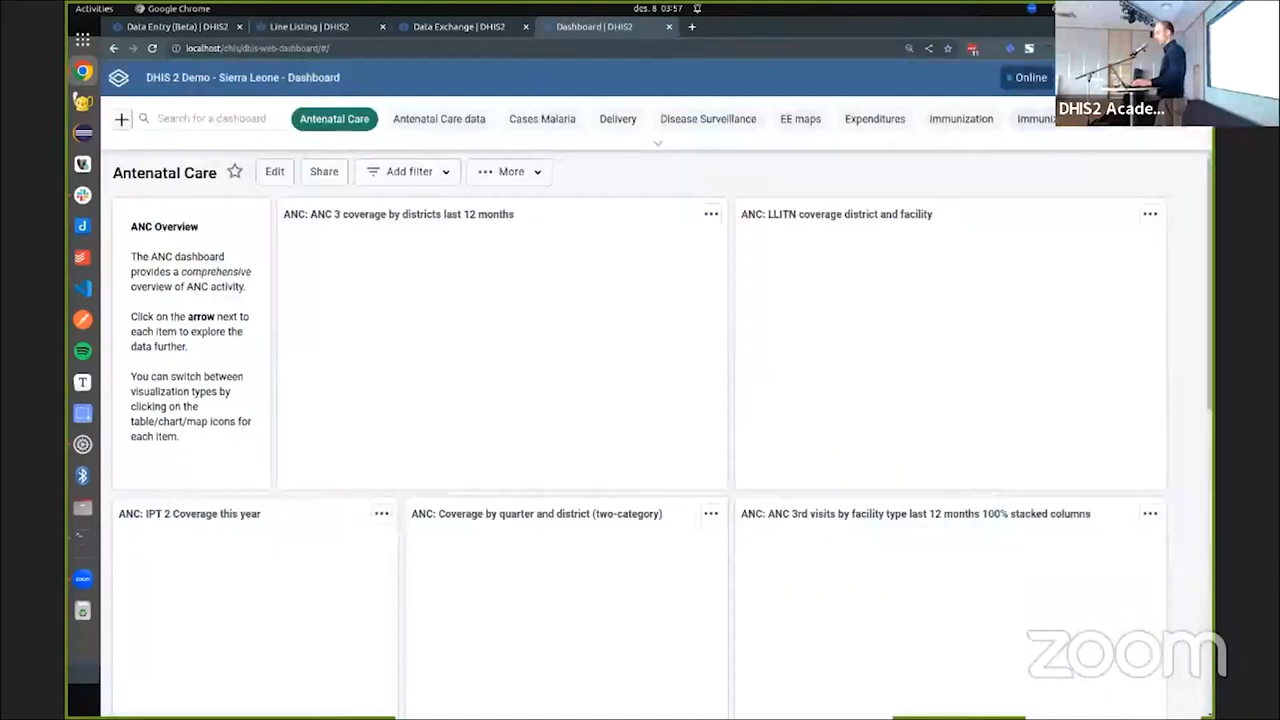 Activities
Google Chrome
des. 8 03:57
Data Entry (Beta) | DHIS2
Line Listing | DHIS2
Data Exchange | DHIS2
Dashboard | DHIS2
localhost/dhis/dhis-web-dashboard/#/
DHIS 2 Demo - Sierra Leone - Dashboard
Online
DHIS2 Acade...
Search for a dashboard
Antenatal Care
Antenatal Care data
Cases Malaria
Delivery
Disease Surveillance
EE maps
Expenditures
Immunization
Antenatal Care
Edit
Share
Add filter
More
ANC Overview
The ANC dashboard
provides a comprehensive
overview of ANC activity.
Click on the arrow next to
each item to explore the
data further.
You can switch between
visualization types by
clicking on the
table/chart/map icons for
each item.
ANC: ANC 3 coverage by districts last 12 months
ANC: LLITN coverage district and facility
ANC: IPT 2 Coverage this year
ANC: Coverage by quarter and district (two-category)
ANC: ANC 3rd visits by facility type last 12 months 100% stacked columns
zoom
zoom